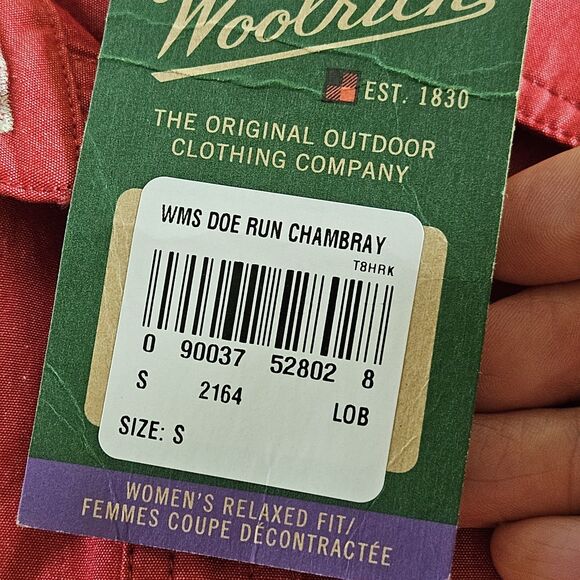 Woolrich
EST. 1830
THE ORIGINAL OUTDOOR
CLOTHING COMPANY
WMS DOE RUN CHAMBRAY
T8HRK
0 90037 52802 8
S 2164 LOB
SIZE: S
WOMEN'S RELAXED FIT/
FEMMES COUPE DÉCONTRACTÉE